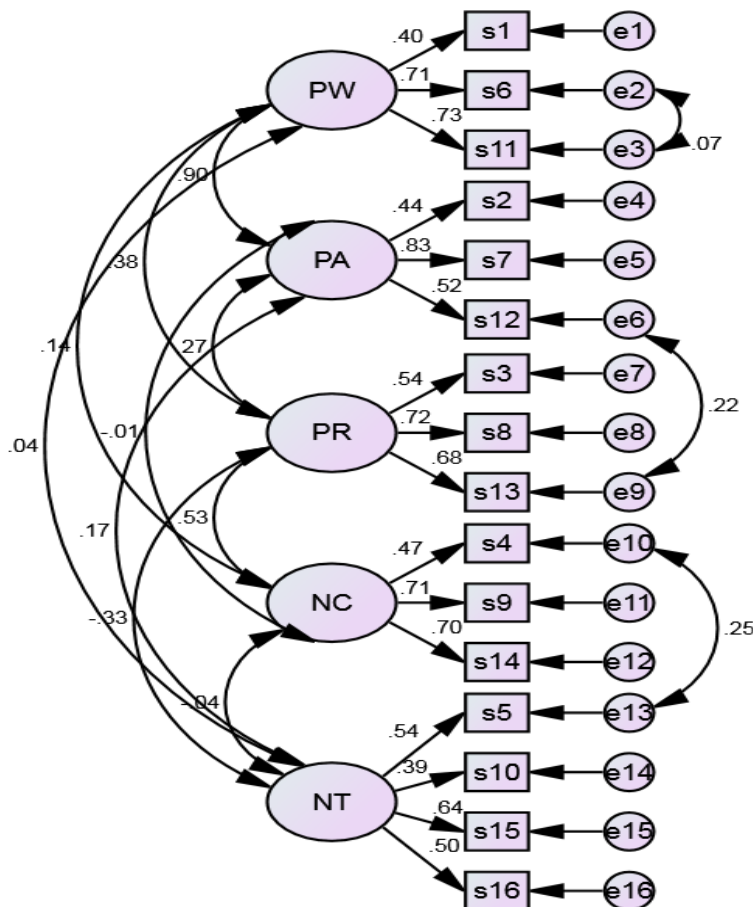 s1 e1
.40
PW .71 s6 e2
.73
s11 e3 .07
.90
.44 s2 e4
PA .83 s7 e5
.38
.52
s12 e6
.14 .27
.54 s3 e7
.22
PR .72 s8 e8
-.01
.04
.68
s13 e9
.53
.17
.47 s4 e10
NC .71 s9 e11
-.33
.70 .25
s14 e12
-.04
.54 s5 e13
.39 s10 e14
NT
.64 s15 e15
.50
s16 e16